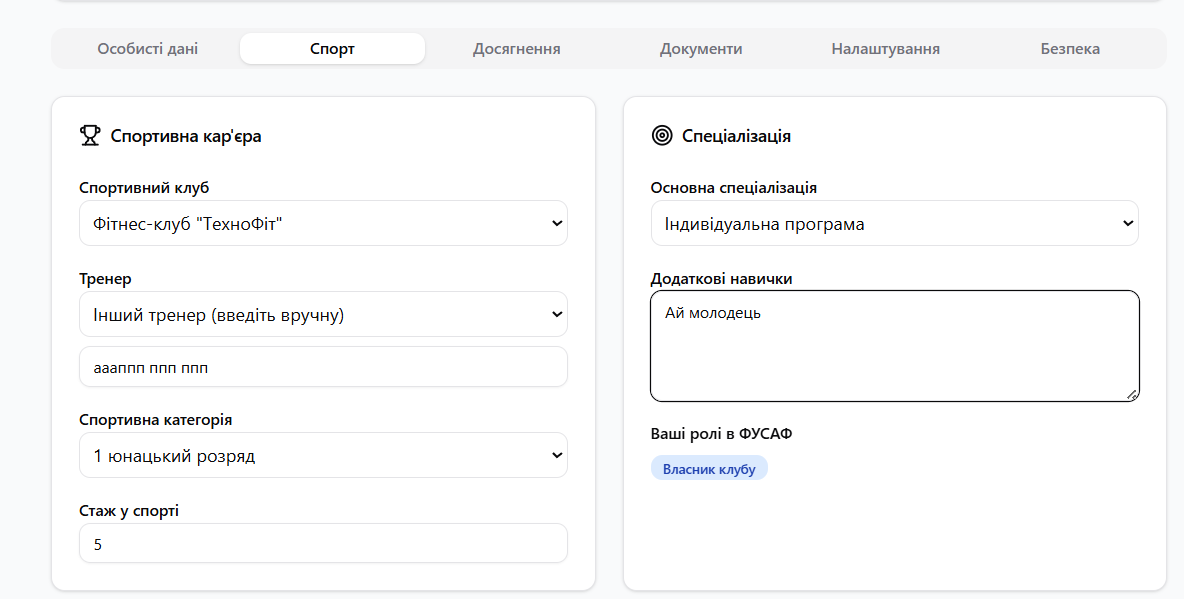 Особисті дані
Спорт
Досягнення
Документи
Налаштування
Безпека
Спортивна кар'єра
Спортивний клуб
Фітнес-клуб "ТехноФіт"
Тренер
Інший тренер (введіть вручну)
аааппп ппп ппп
Спортивна категорія
1 юнацький розряд
Стаж у спорті
5
Спеціалізація
Основна спеціалізація
Індивідуальна програма
Додаткові навички
Ай молодець
Ваші ролі в ФУСАФ
Власник клубу